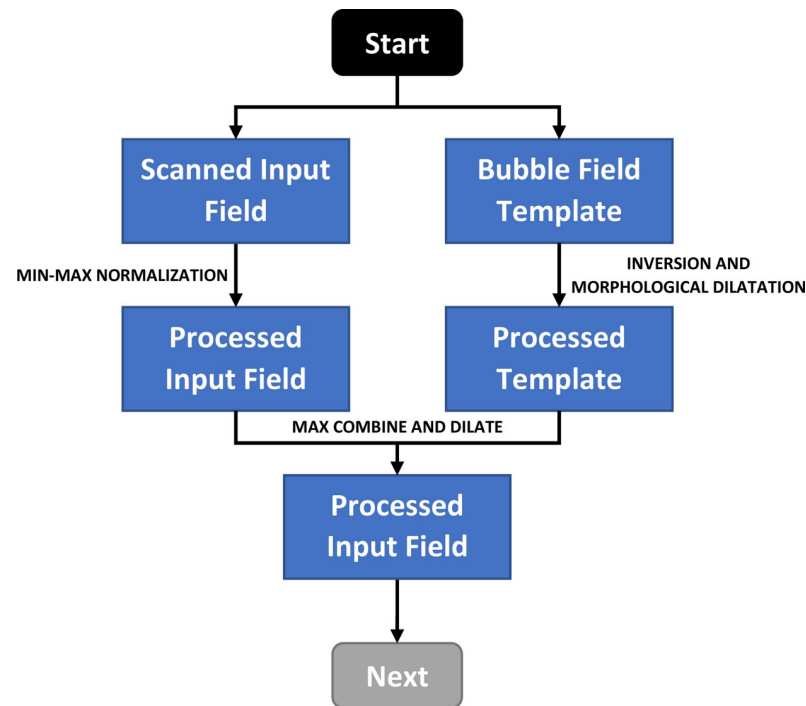 Start
Scanned Input
Field
Bubble Field
Template
MIN-MAX NORMALIZATION
INVERSION AND
MORPHOLOGICAL DILATATION
Processed
Input Field
Processed
Template
MAX COMBINE AND DILATE
Processed
Input Field
Next